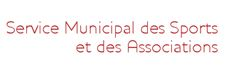 Service Municipal des Sports
et des Associations